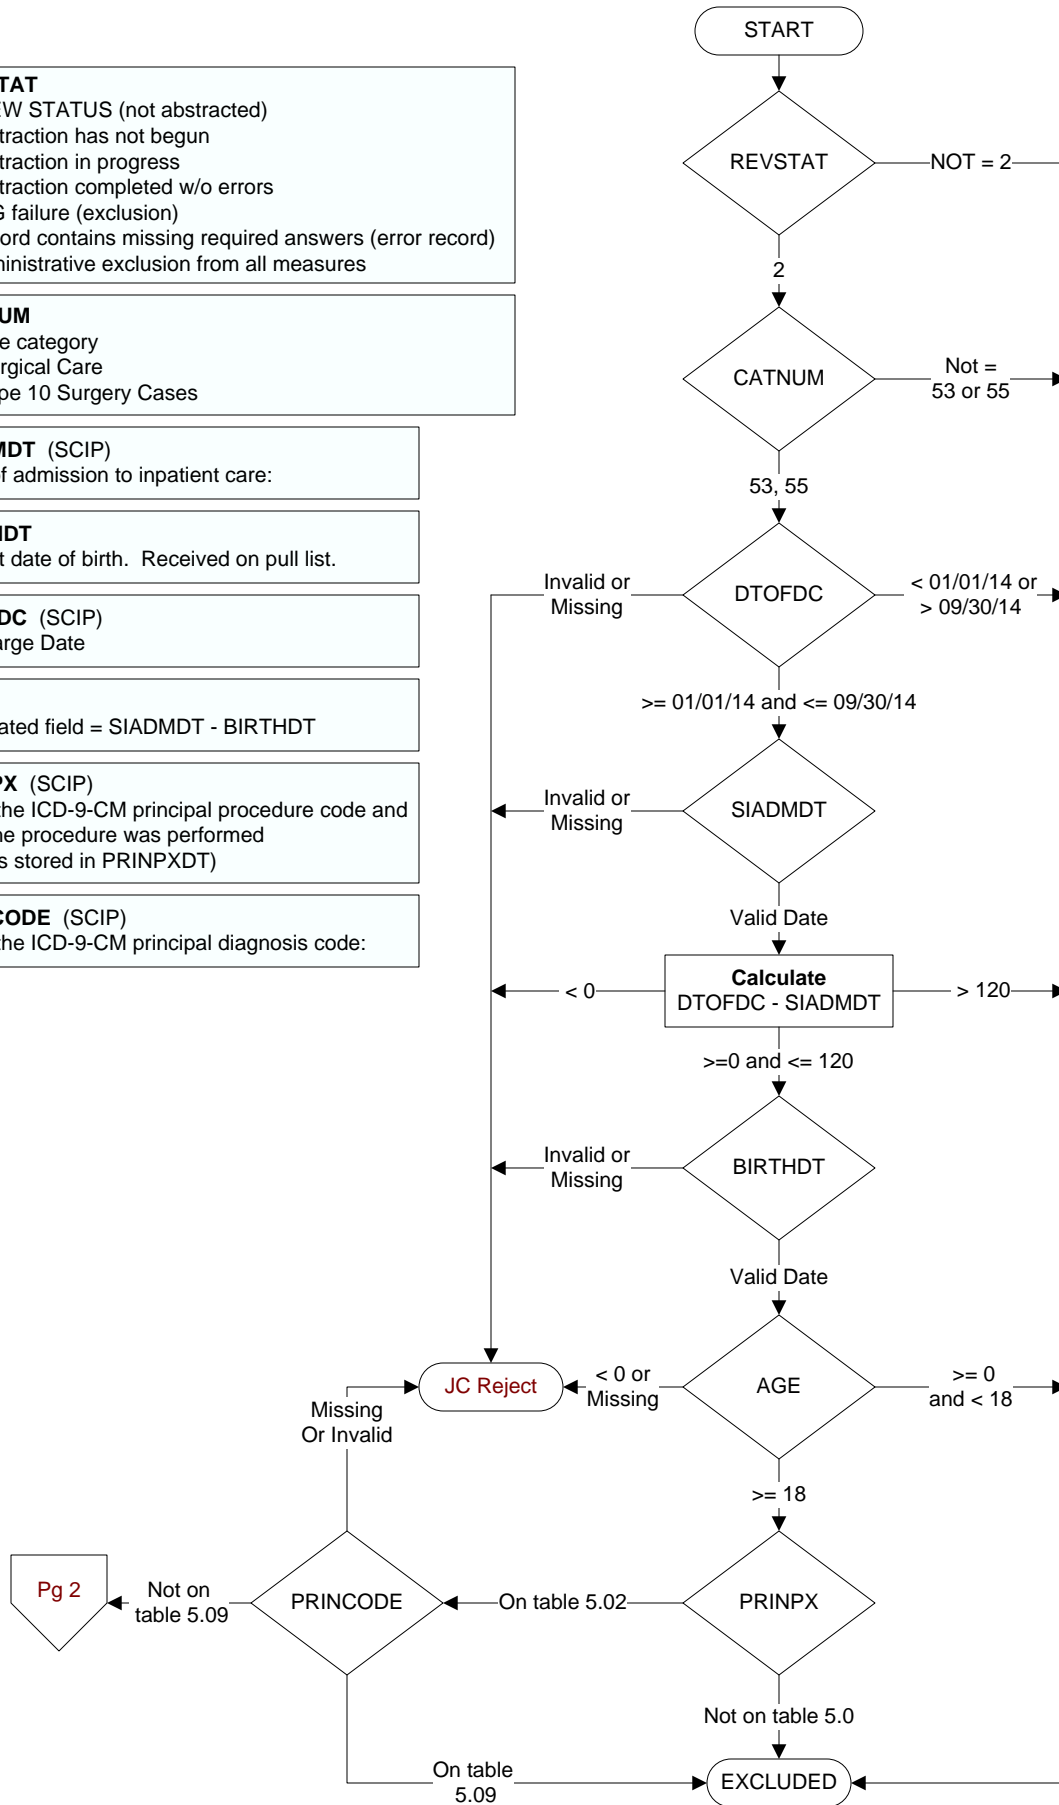 START
TAT
EW STATUS (not abstracted)
traction has not begun
traction in progress
traction completed w/o errors
G failure (exclusion)
ord contains missing required answers (error record)
ministrative exclusion from all measures
REVSTAT
NOT = 2
2
UM
e category
rgical Care
pe 10 Surgery Cases
CATNUM
Not =
53 or 55
53, 55
MDT (SCIP)
f admission to inpatient care:
HDT
t date of birth. Received on pull list.
DC (SCIP)
arge Date
ated field = SIADMDT - BIRTHDT
PX (SCIP)
the ICD-9-CM principal procedure code and
he procedure was performed
s stored in PRINPXDT)
CODE (SCIP)
the ICD-9-CM principal diagnosis code:
Invalid or
Missing
DTOFDC
< 01/01/14 or
> 09/30/14
>= 01/01/14 and <= 09/30/14
Invalid or
Missing
SIADMDT
Valid Date
< 0
Calculate
DTOFDC - SIADMDT
> 120
>=0 and <= 120
Invalid or
Missing
BIRTHDT
Valid Date
JC Reject
< 0 or
Missing
AGE
>= 0
and < 18
Missing
Or Invalid
>= 18
Pg 2
Not on
table 5.09
PRINCODE
On table 5.02
PRINPX
Not on table 5.0
On table
5.09
EXCLUDED